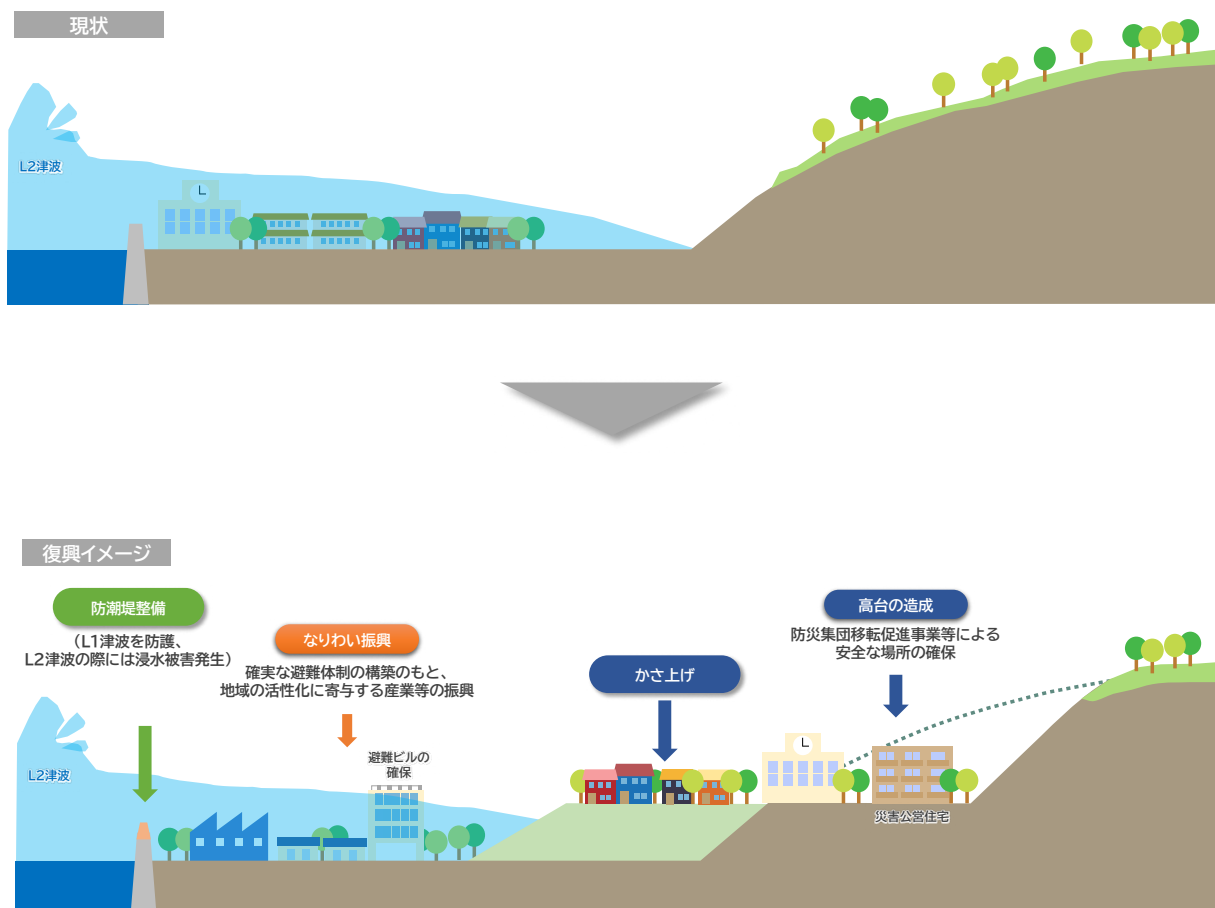 現状
L2津波
復興イメージ
防潮堤整備
（L1津波を防護、
L2津波の際には浸水被害発生）
なりわい振興
確実な避難体制の構築のもと、
地域の活性化に寄与する産業等の振興
避難ビルの
確保
かさ上げ
高台の造成
防災集団移転促進事業等による
安全な場所の確保
L2津波
災害公営住宅